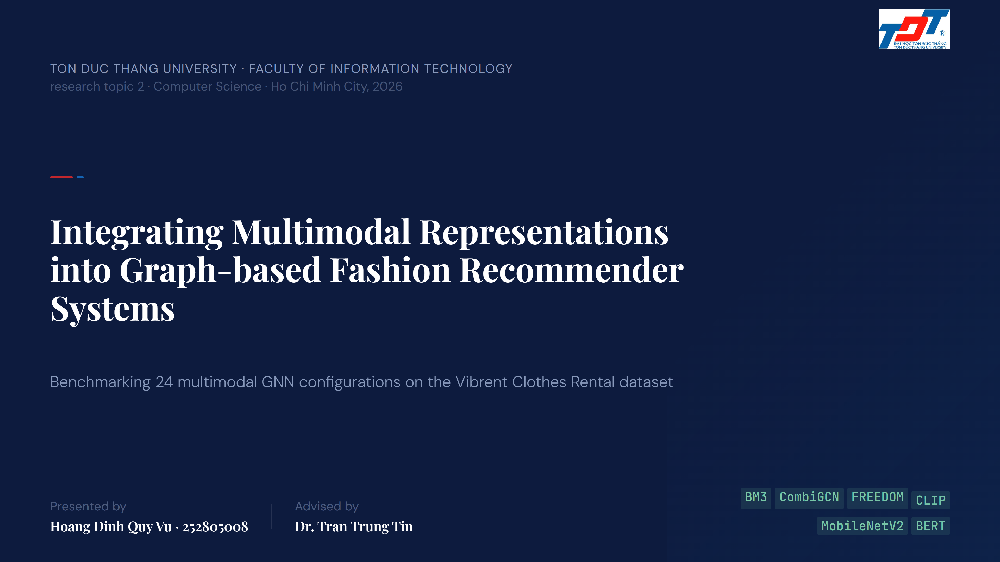 TDT
®
ĐẠI HỌC TÔN ĐỨC THẮNG
TON DUC THANG UNIVERSITY
TON DUC THANG UNIVERSITY · FACULTY OF INFORMATION TECHNOLOGY
research topic 2 · Computer Science · Ho Chi Minh City, 2026
Integrating Multimodal Representations
into Graph-based Fashion Recommender
Systems
Benchmarking 24 multimodal GNN configurations on the Vibrent Clothes Rental dataset
Presented by
Hoang Dinh Quy Vu · 252805008
Advised by
Dr. Tran Trung Tin
BM3 CombiGCN FREEDOM CLIP
MobileNetV2 BERT